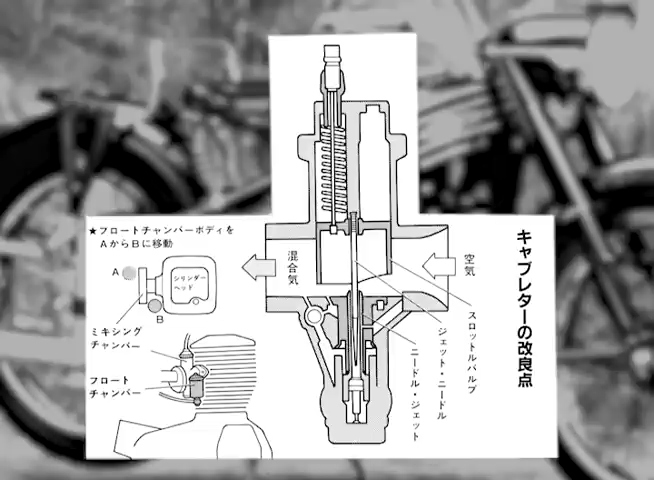 キャブレターの改良点
★フロートチャンバーボディを
AからBに移動
A
シリンダー
ヘッド
B
ミキシング
チャンバー
フロート
チャンバー
混合気
空気
スロットルバルブ
ジェット・ニードル
ニードル・ジェット